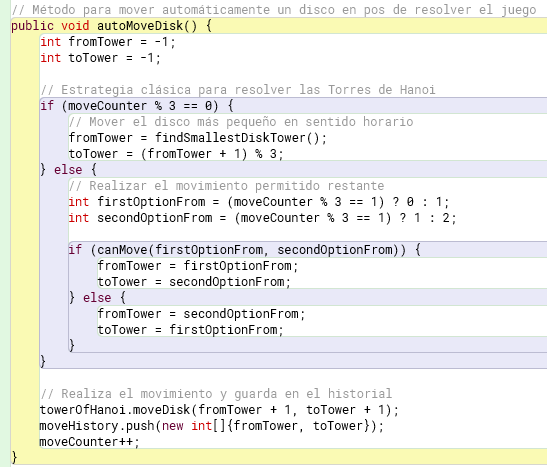 // Método para mover automáticamente un disco en pos de resolver el juego
public void autoMoveDisk() {
    int fromTower = -1;
    int toTower = -1;

    // Estrategia clásica para resolver las Torres de Hanoi
    if (moveCounter % 3 == 0) {
        // Mover el disco más pequeño en sentido horario
        fromTower = findSmallestDiskTower();
        toTower = (fromTower + 1) % 3;
    } else {
        // Realizar el movimiento permitido restante
        int firstOptionFrom = (moveCounter % 3 == 1) ? 0 : 1;
        int secondOptionFrom = (moveCounter % 3 == 1) ? 1 : 2;

        if (canMove(firstOptionFrom, secondOptionFrom)) {
            fromTower = firstOptionFrom;
            toTower = secondOptionFrom;
        } else {
            fromTower = secondOptionFrom;
            toTower = firstOptionFrom;
        }
    }

    // Realiza el movimiento y guarda en el historial
    towerOfHanoi.moveDisk(fromTower + 1, toTower + 1);
    moveHistory.push(new int[]{fromTower, toTower});
    moveCounter++;
}